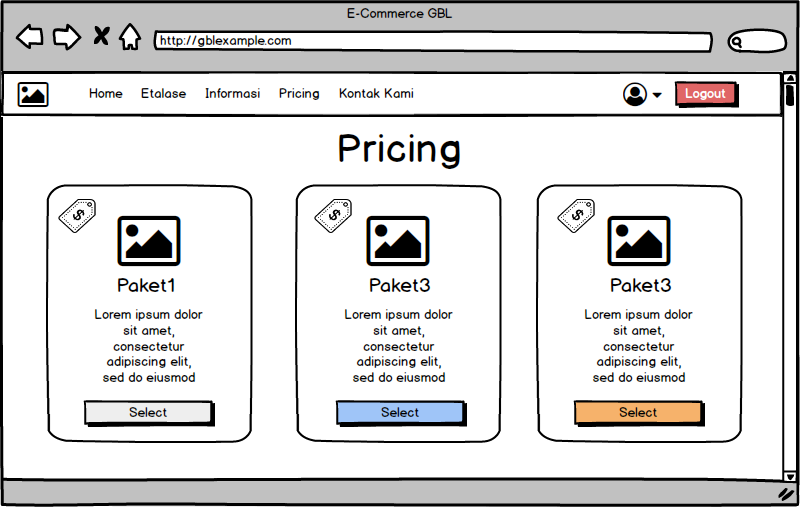 E-Commerce GBL
http://gblexample.com
Home Etalase Informasi Pricing Kontak Kami Logout
Pricing
$
Paket1
Lorem ipsum dolor
sit amet,
consectetur
adipiscing elit,
sed do eiusmod
Select
$
Paket3
Lorem ipsum dolor
sit amet,
consectetur
adipiscing elit,
sed do eiusmod
Select
$
Paket3
Lorem ipsum dolor
sit amet,
consectetur
adipiscing elit,
sed do eiusmod
Select